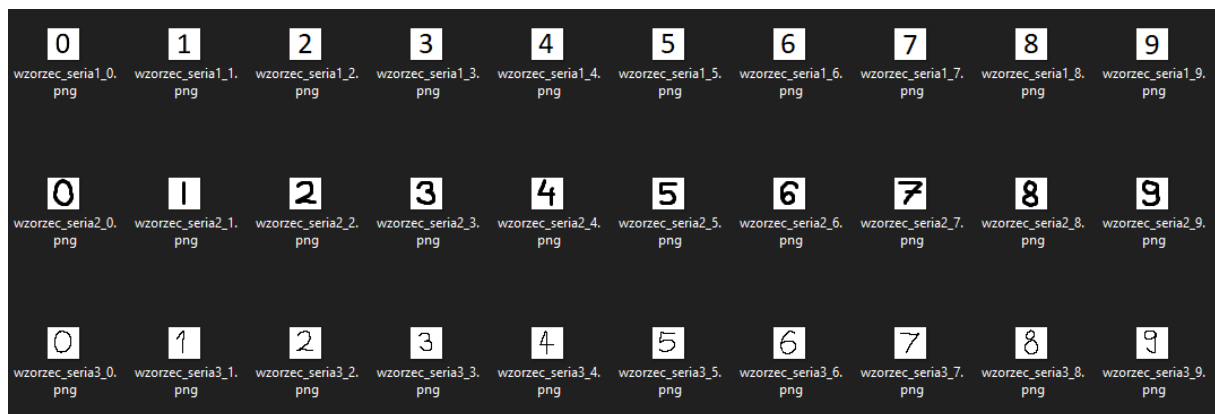 0 1 2 3 4 5 6 7 8 9
wzorzec_seria1_0. wzorzec_seria1_1. wzorzec_seria1_2. wzorzec_seria1_3. wzorzec_seria1_4. wzorzec_seria1_5. wzorzec_seria1_6. wzorzec_seria1_7. wzorzec_seria1_8. wzorzec_seria1_9.
png png png png png png png png png png
0 1 2 3 4 5 6 7 8 9
wzorzec_seria2_0. wzorzec_seria2_1. wzorzec_seria2_2. wzorzec_seria2_3. wzorzec_seria2_4. wzorzec_seria2_5. wzorzec_seria2_6. wzorzec_seria2_7. wzorzec_seria2_8. wzorzec_seria2_9.
png png png png png png png png png png
0 1 2 3 4 5 6 7 8 9
wzorzec_seria3_0. wzorzec_seria3_1. wzorzec_seria3_2. wzorzec_seria3_3. wzorzec_seria3_4. wzorzec_seria3_5. wzorzec_seria3_6. wzorzec_seria3_7. wzorzec_seria3_8. wzorzec_seria3_9.
png png png png png png png png png png